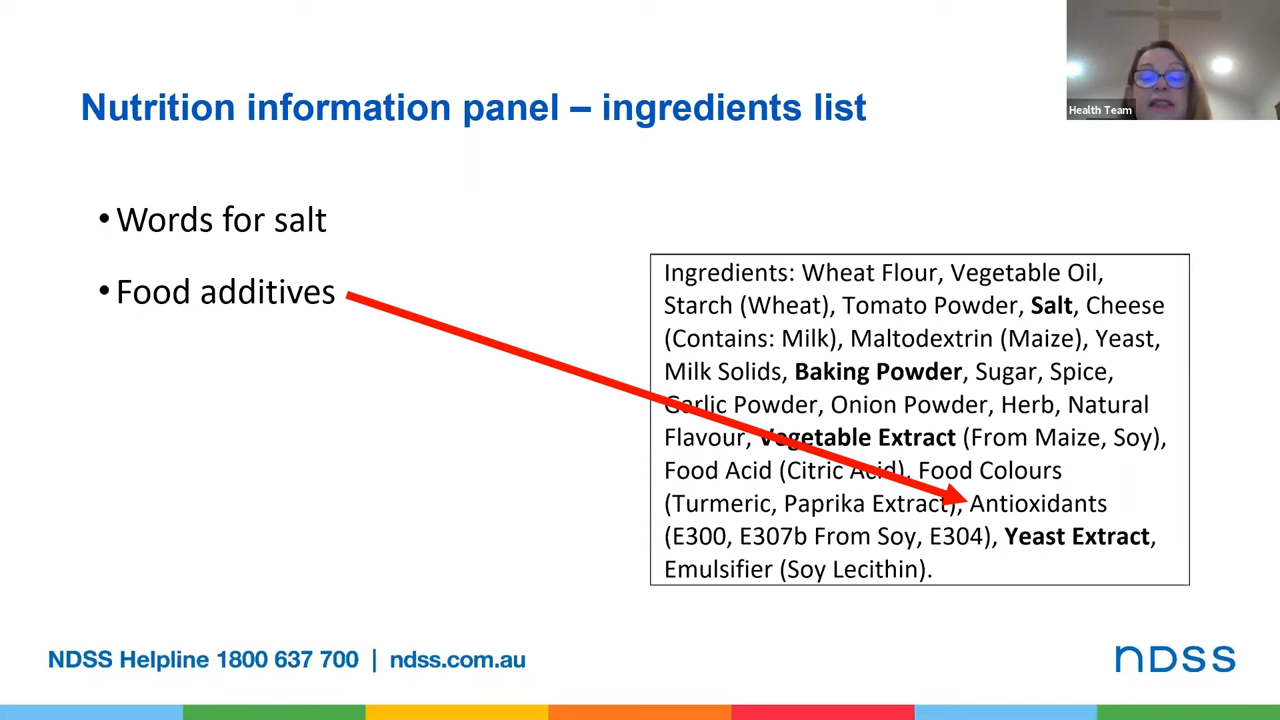 Health Team
Nutrition information panel – ingredients list
•Words for salt
•Food additives
Ingredients: Wheat Flour, Vegetable Oil,
Starch (Wheat), Tomato Powder, Salt, Cheese
(Contains: Milk), Maltodextrin (Maize), Yeast,
Milk Solids, Baking Powder, Sugar, Spice,
Garlic Powder, Onion Powder, Herb, Natural
Flavour, Vegetable Extract (From Maize, Soy),
Food Acid (Citric Acid), Food Colours
(Turmeric, Paprika Extract), Antioxidants
(E300, E307b From Soy, E304), Yeast Extract,
Emulsifier (Soy Lecithin).
NDSS Helpline 1800 637 700 | ndss.com.au
ndss